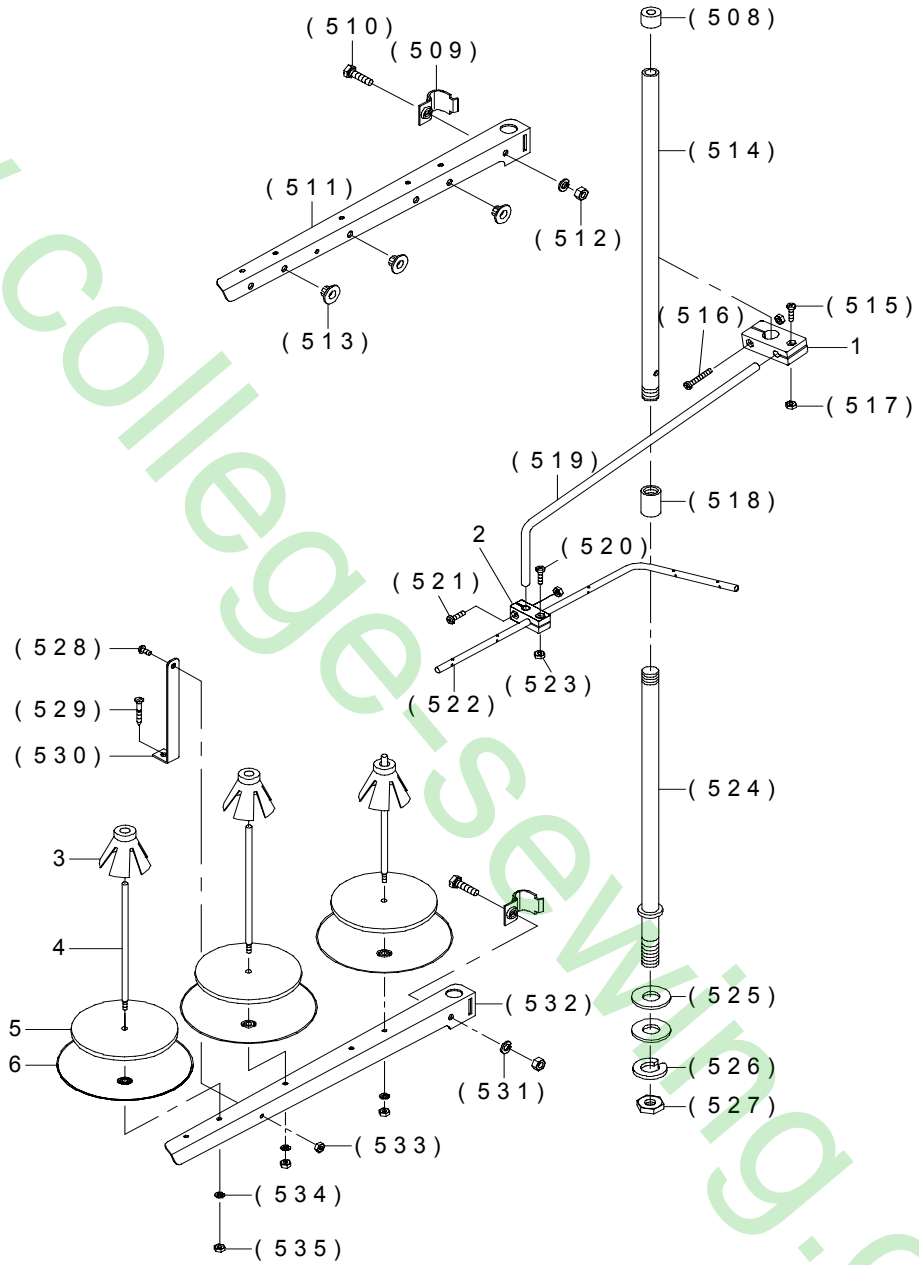 ( 5 0 8 )
( 5 1 0 )
( 5 0 9 )
( 5 1 4 )
( 5 1 1 )
( 5 1 2 )
( 5 1 5 )
( 5 1 6 )
( 5 1 3 )
1
( 5 1 7 )
( 5 1 9 )
( 5 1 8 )
2
( 5 2 0 )
( 5 2 1 )
( 5 2 8 )
( 5 2 3 )
( 5 2 2 )
( 5 2 9 )
( 5 3 0 )
( 5 2 4 )
3
4
( 5 2 5 )
( 5 3 2 )
5
6
( 5 2 6 )
( 5 3 1 )
( 5 2 7 )
( 5 3 3 )
( 5 3 4 )
( 5 3 5 )
college-sewing.